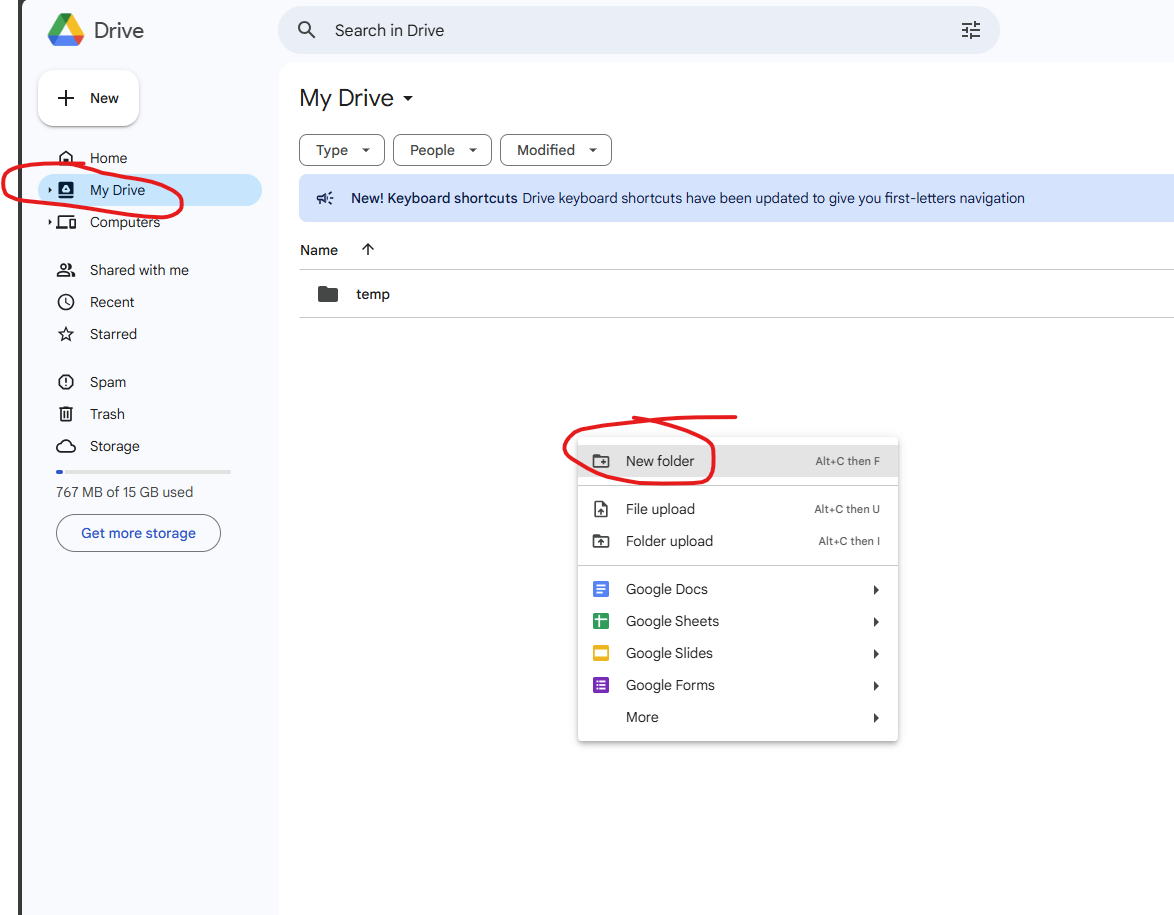 Drive
Search in Drive
New
Home
My Drive
Computers
Shared with me
Recent
Starred
Spam
Trash
Storage
767 MB of 15 GB used
Get more storage
My Drive
Type People Modified
New! Keyboard shortcuts Drive keyboard shortcuts have been updated to give you first-letters navigation
Name
temp
New folder Alt+C then F
File upload Alt+C then U
Folder upload Alt+C then I
Google Docs
Google Sheets
Google Slides
Google Forms
More